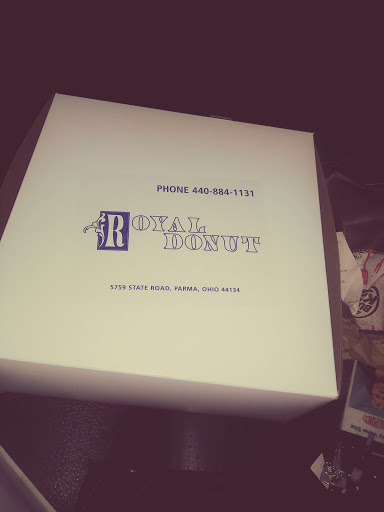 PHONE 440-884-1131
ROYAL
DONUT
5759 STATE ROAD, PARMA, OHIO 44134